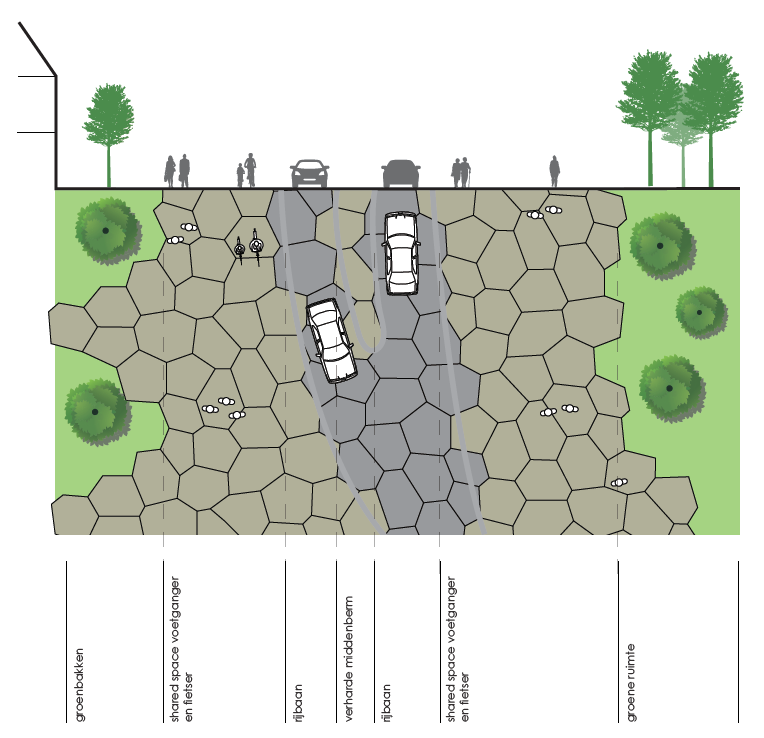 groenbakken
shared space voetganger
en fietser
rijbaan
verharde middenberm
rijbaan
shared space voetganger
en fietser
groene ruimte